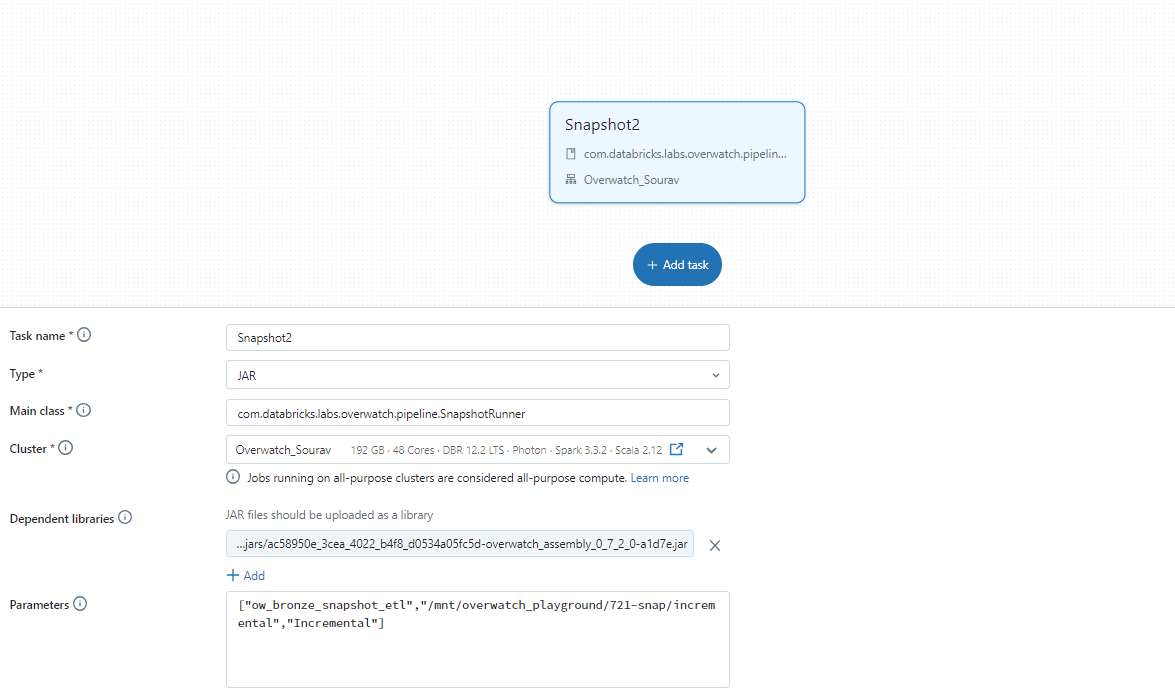 Snapshot2
com.databricks.labs.overwatch.pipelin...
Overwatch_Sourav
+ Add task
Task name *
Snapshot2
Type *
JAR
Main class *
com.databricks.labs.overwatch.pipeline.SnapshotRunner
Cluster *
Overwatch_Sourav 192 GB · 48 Cores · DBR 12.2 LTS · Photon · Spark 3.3.2 · Scala 2.12
Jobs running on all-purpose clusters are considered all-purpose compute. Learn more
Dependent libraries
JAR files should be uploaded as a library
...jars/ac58950e_3cea_4022_b4f8_d0534a05fc5d-overwatch_assembly_0_7_2_0-a1d7e.jar
+ Add
Parameters
["ow_bronze_snapshot_etl","/mnt/overwatch_playground/721-snap/increm
ental","Incremental"]